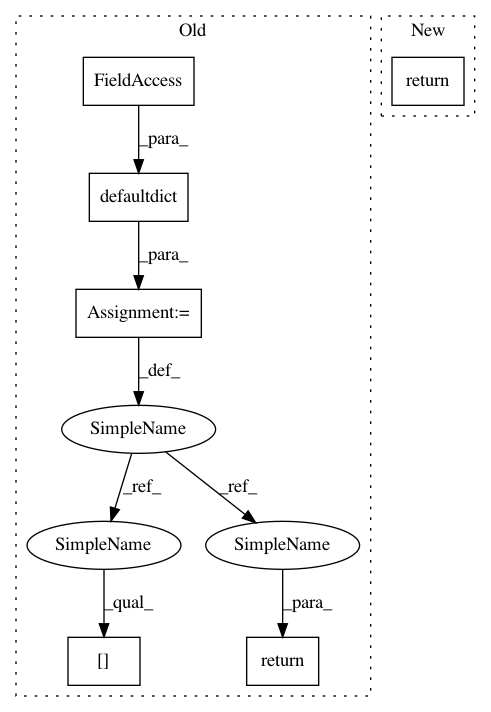 Old
New
FieldAccess
return
_para_
defaultdict
_para_
Assignment:=
_def_
SimpleName
_ref_
_ref_
SimpleName
SimpleName
_qual_
_para_
[]
return